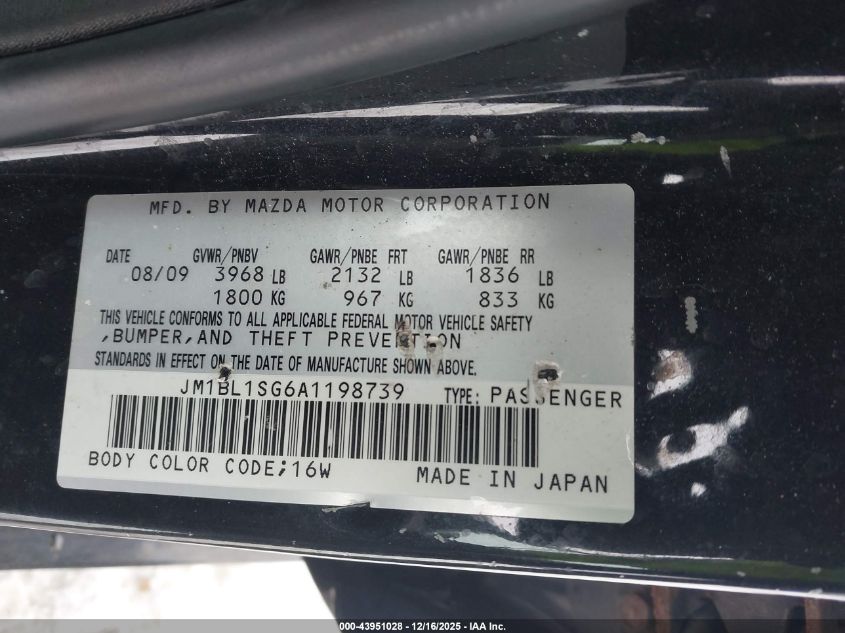 MFD. BY MAZDA MOTOR CORPORATION
DATE GVWR/PNBV GAWR/PNBE FRT GAWR/PNBE RR
08/09 3968 LB 2132 LB 1836 LB
1800 KG 967 KG 833 KG
THIS VEHICLE CONFORMS TO ALL APPLICABLE FEDERAL MOTOR VEHICLE SAFETY
,BUMPER,AND THEFT PREVENTION
STANDARDS IN EFFECT ON THE DATE OF MANUFACTURE SHOWN ABOVE.
JM1BL1SG6A1198739 TYPE: PASSENGER
BODY COLOR CODE;16W MADE IN JAPAN
000-43951028 - 12/16/2025 - IAA Inc.